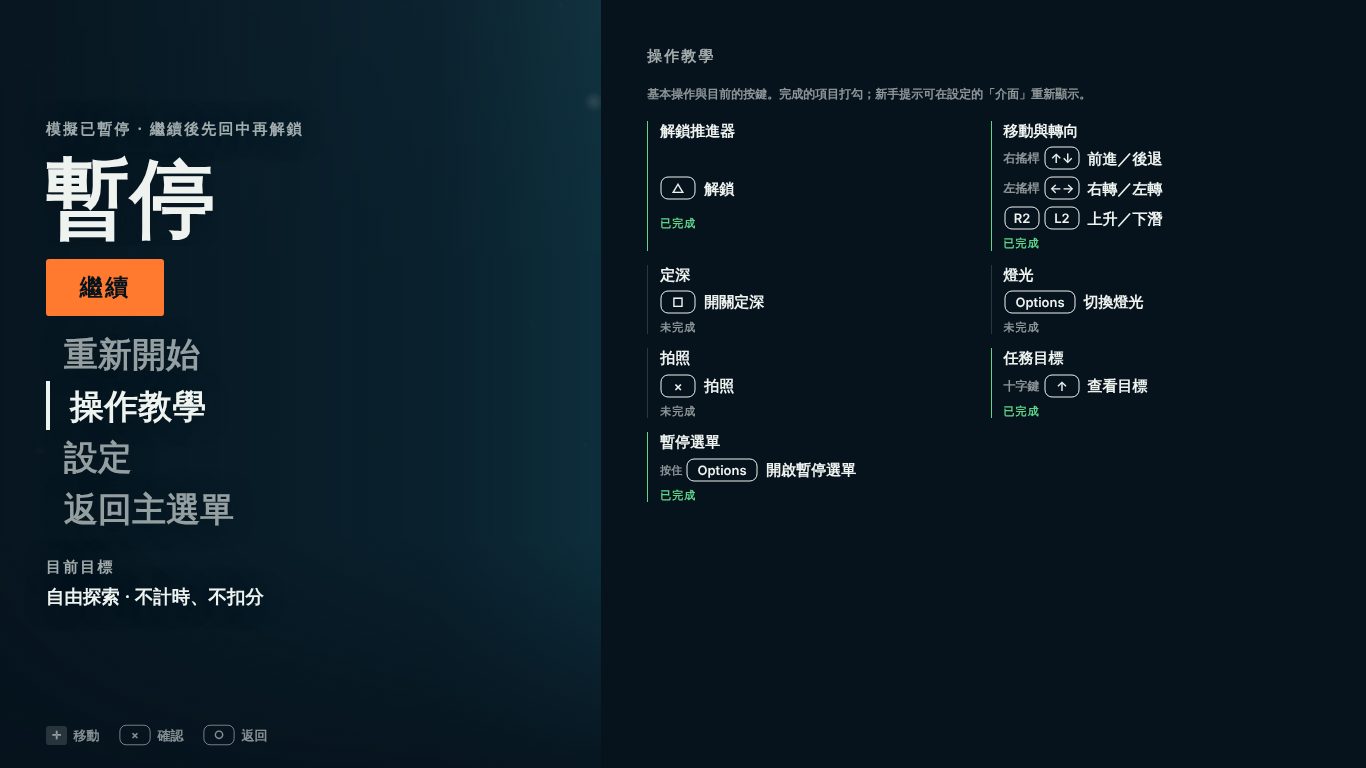 模擬已暫停 · 繼續後先回中再解鎖
暫停
繼續
重新開始
操作教學
設定
返回主選單
目前目標
自由探索 · 不計時、不扣分
移動 × 確認 ○ 返回
操作教學
基本操作與目前的按鍵。完成的項目打勾；新手提示可在設定的「介面」重新顯示。
解鎖推進器
△ 解鎖
已完成
移動與轉向
右搖桿 ↑↓ 前進／後退
左搖桿 ←→ 右轉／左轉
R2 L2 上升／下潛
已完成
定深
□ 開關定深
未完成
燈光
Options 切換燈光
未完成
拍照
× 拍照
未完成
任務目標
十字鍵 ↑ 查看目標
已完成
暫停選單
按住 Options 開啟暫停選單
已完成